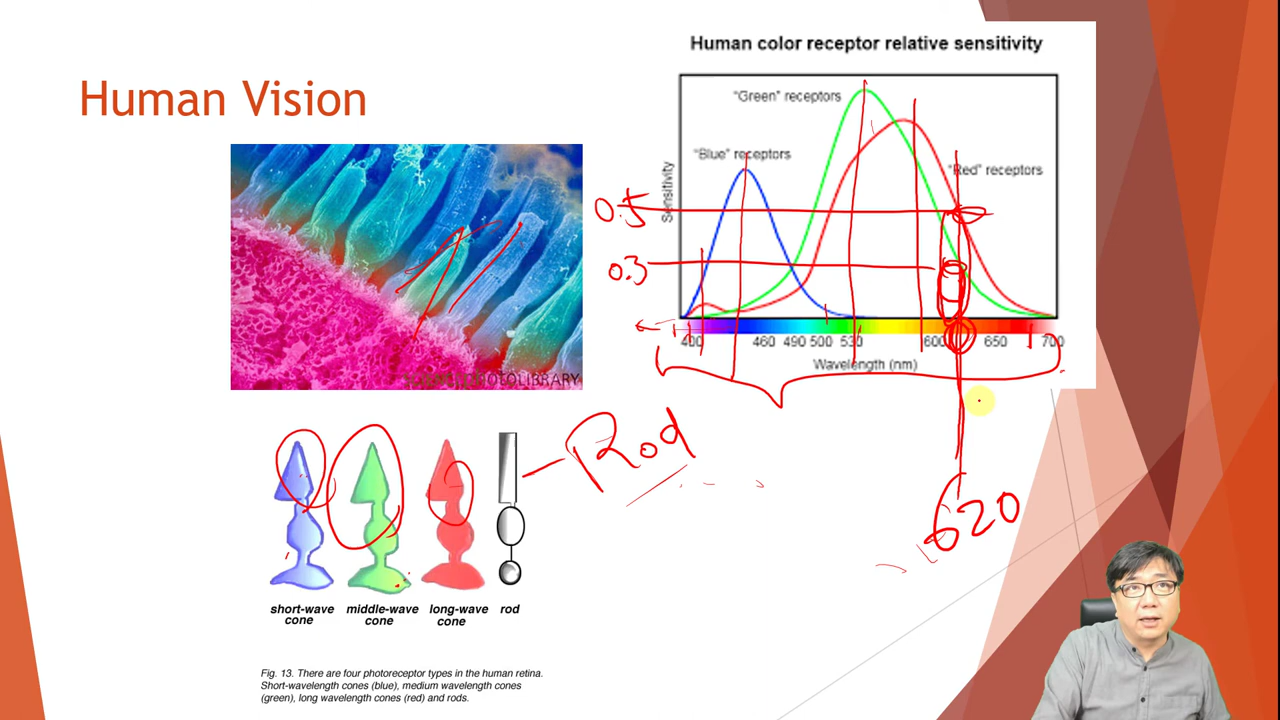 Human Vision
Human color receptor relative sensitivity
"Green" receptors
"Blue" receptors
"Red" receptors
Sensitivity
0.5
0.3
400 460 490 500 530 600 650 700
Wavelength (nm)
620
Rod
short-wave
cone
middle-wave
cone
long-wave
cone
rod
Fig. 13. There are four photoreceptor types in the human retina.
Short-wavelength cones (blue), medium wavelength cones
(green), long wavelength cones (red) and rods.